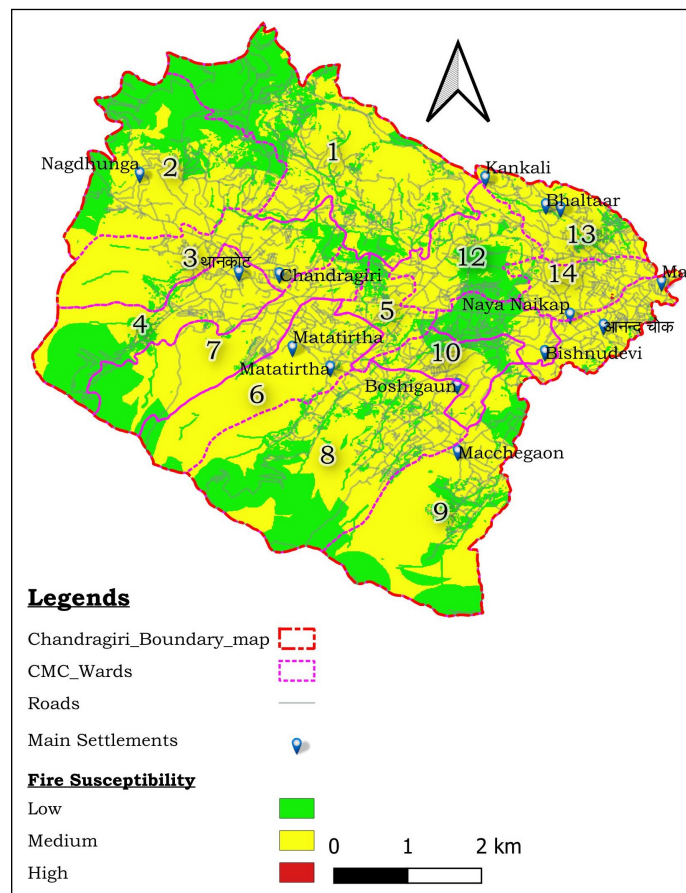 1
Nagdhunga
2
Kankali
Bhaltaar
13
3
थानकोट
Chandragiri
12
14
Ma
4
5
Naya Naikap
आनन्द चोक
7
Matatirtha
Matatirtha
10
Bishnudevi
6
Boshigaun
8
Macchegaon
9
Legends
Chandragiri_Boundary_map
CMC_Wards
Roads
Main Settlements
Fire Susceptibility
Low
Medium
High
0 1 2 km